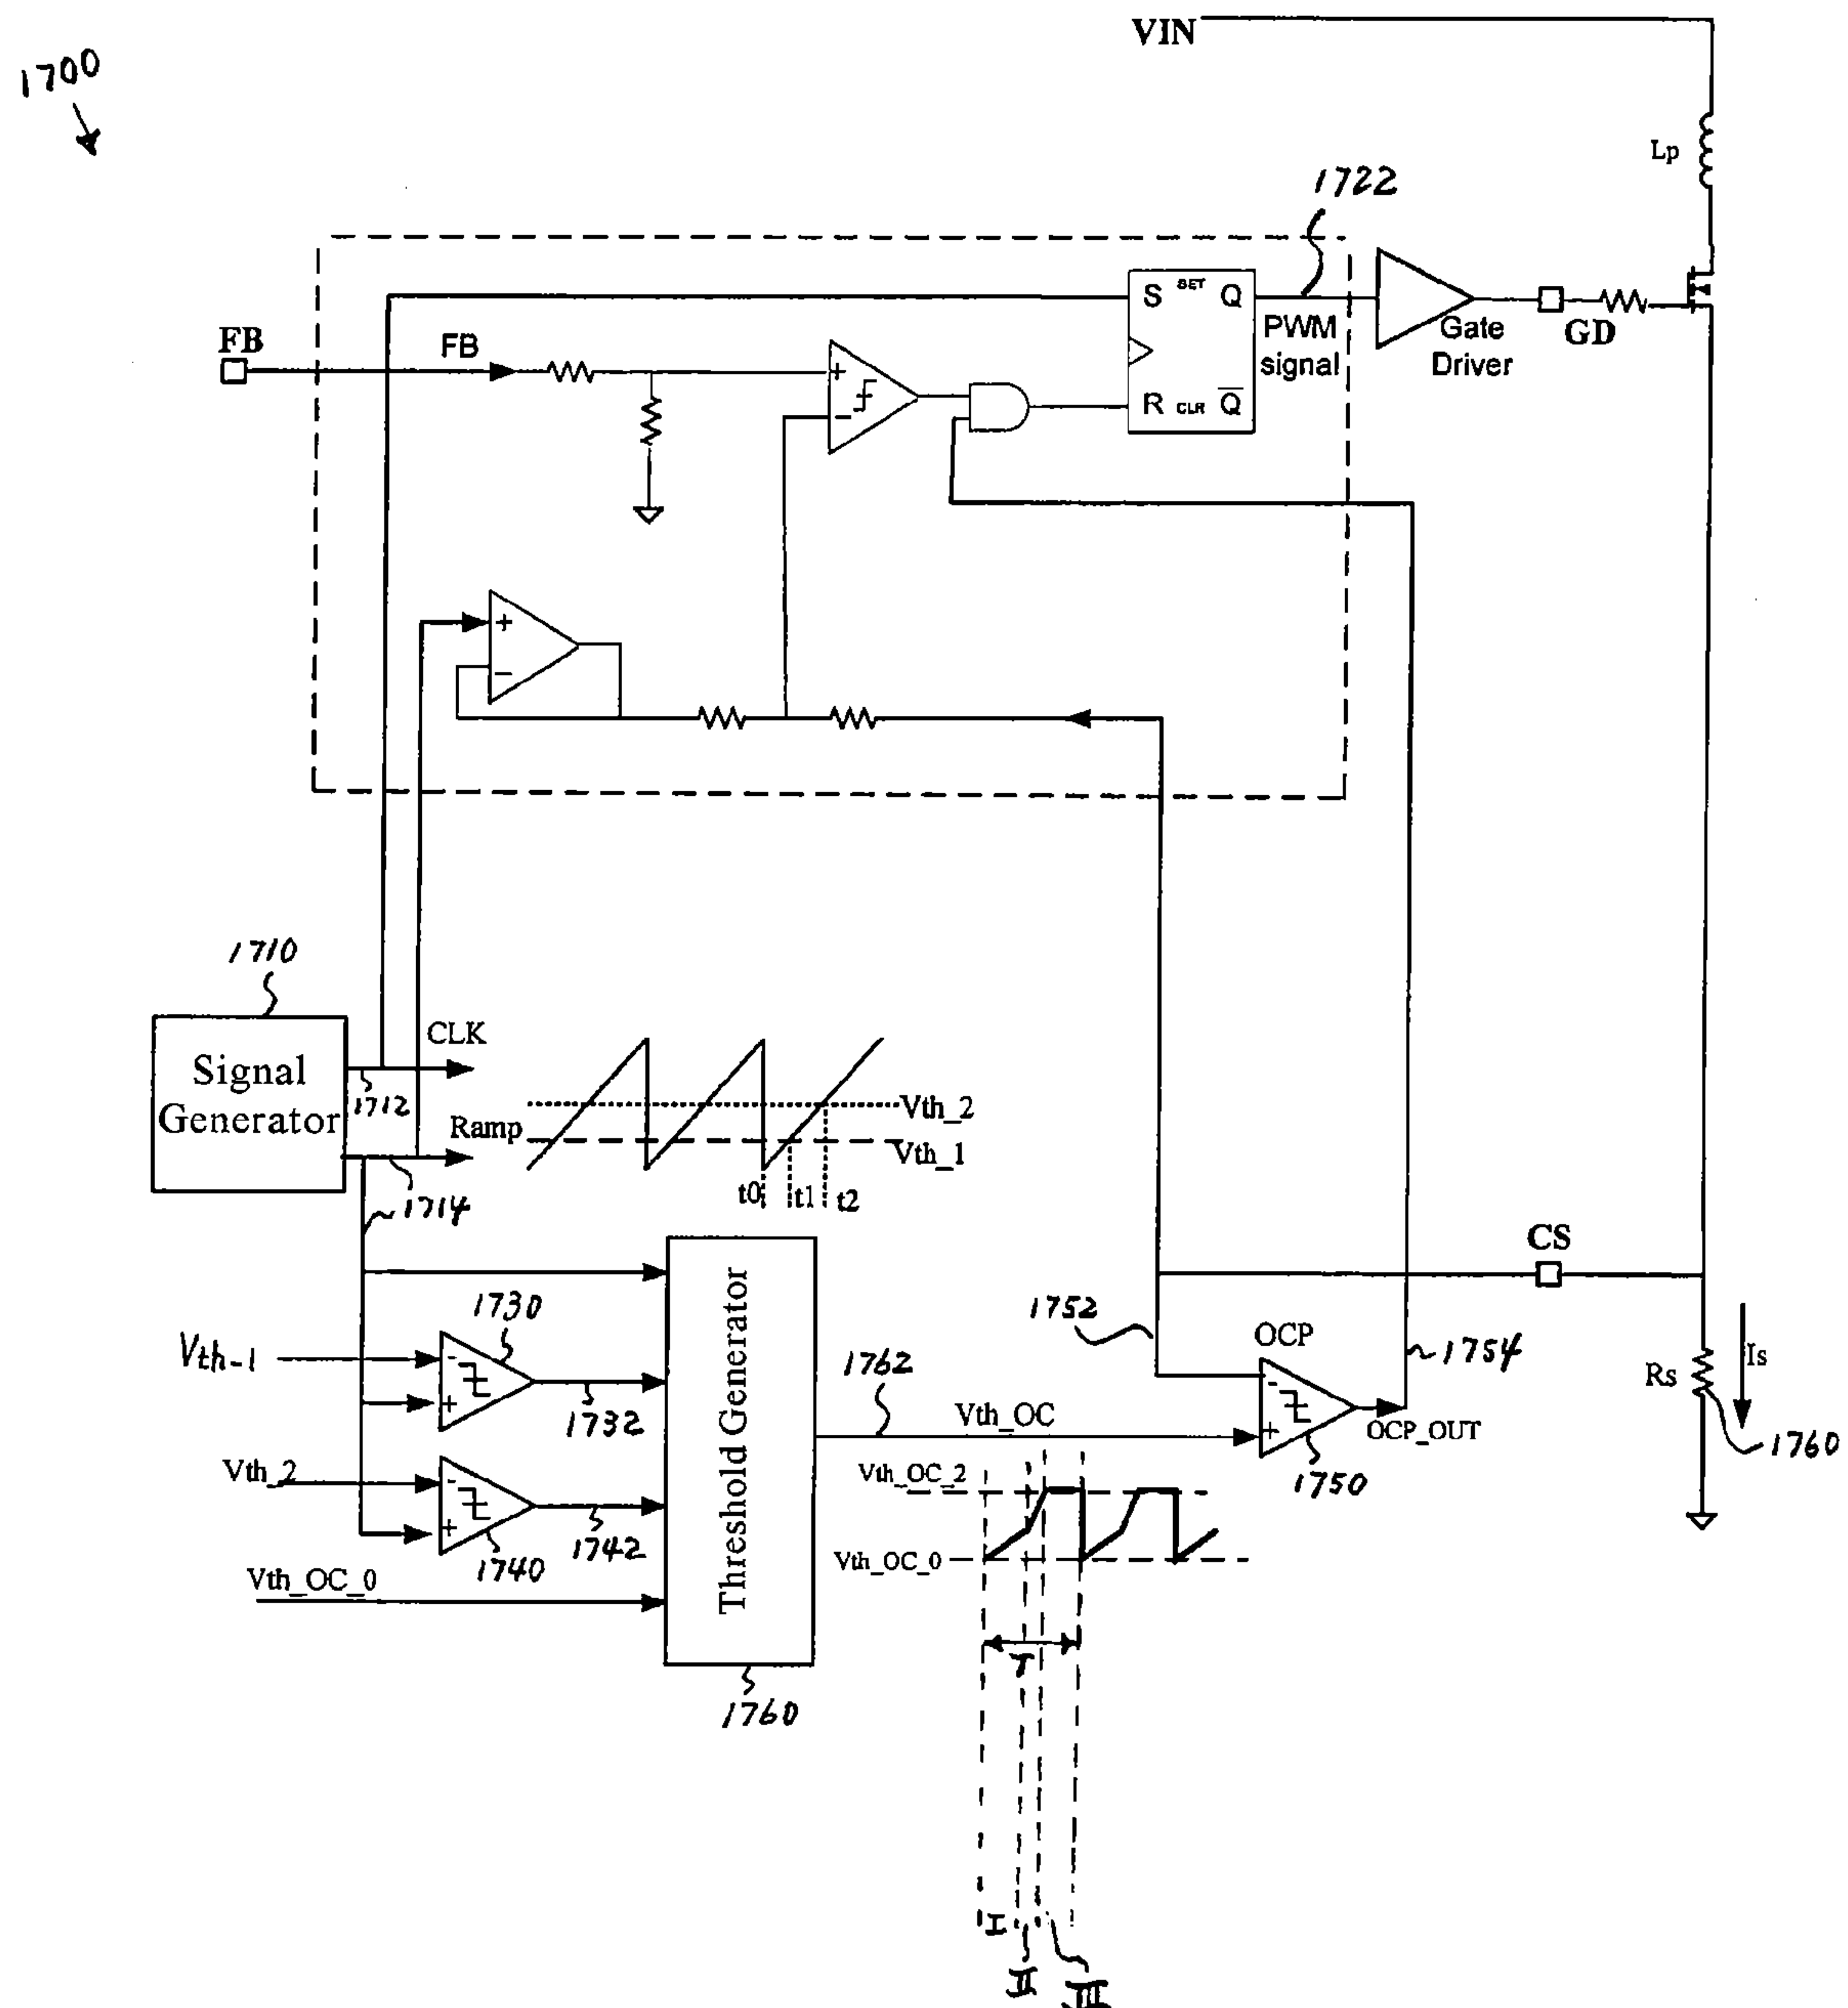 1700
VIN
Lp
1722
S SET Q
PWM
signal
R CLR Q
Gate
Driver
GD
FB
FB
+
-
+
-
1710
Signal
Generator
CLK
1712
Ramp
1714
Vth_2
Vth_1
t0
t1
t2
Threshold Generator
1730
Vth-1
-
+
1732
Vth_2
-
+
1740
1742
Vth_OC_0
1760
1762
Vth_OC
1752
OCP
-
+
1750
OCP_OUT
1754
CS
Rs
Is
1760
Vth_OC_2
Vth_OC_0
T
I
II
III